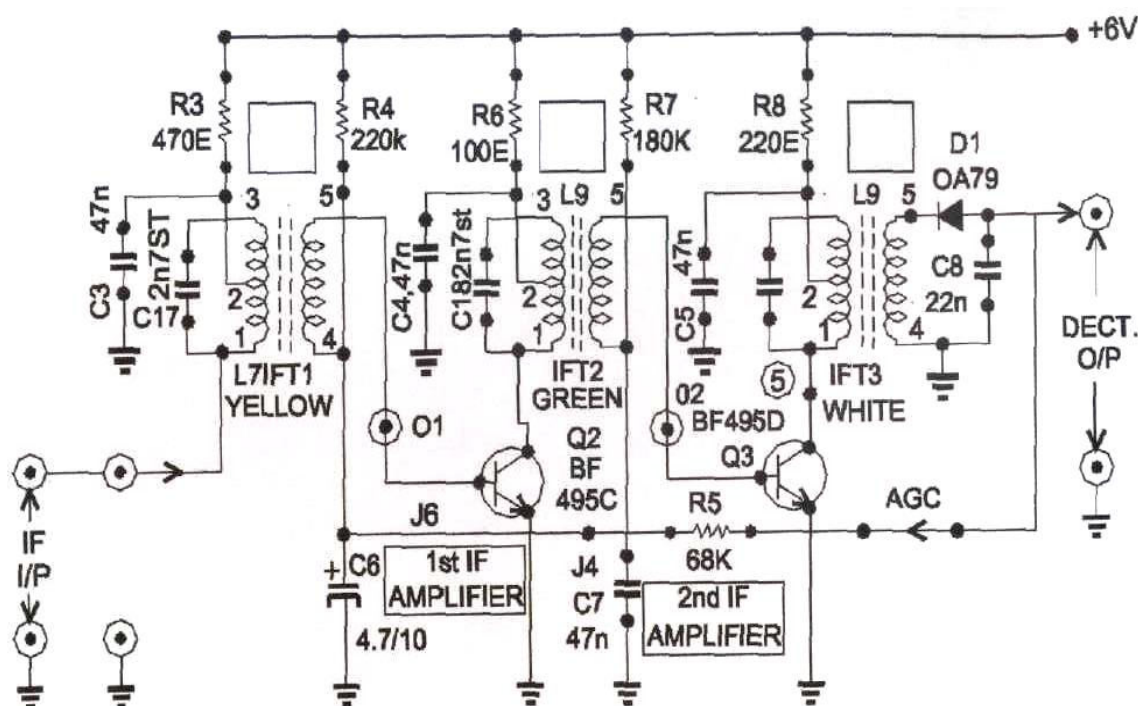 +6V
R3
470E
R4
220k
R6
100E
R7
180K
R8
220E
D1
OA79
47n
C3
2n7ST
C17
3
2
1
5
4
L7IFT1
YELLOW
C4,47n
C182n7st
3
2
1
L9
5
4
IFT2
GREEN
47n
C5
2
1
L9
5
4
IFT3
WHITE
5
C8
22n
DECT.
O/P
O1
Q2
BF
495C
02
BF495D
Q3
IF
I/P
J6
R5
68K
AGC
+
C6
4.7/10
1st IF
AMPLIFIER
J4
C7
47n
2nd IF
AMPLIFIER